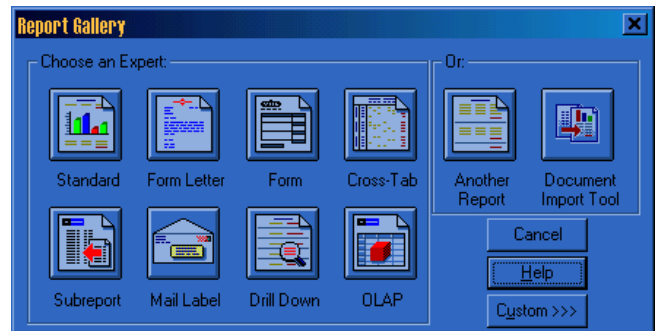 Report Gallery
Choose an Expert:
Or:
Standard
Form Letter
Form
Cross-Tab
Another
Report
Document
Import Tool
Subreport
Mail Label
Drill Down
OLAP
Cancel
Help
Custom >>>